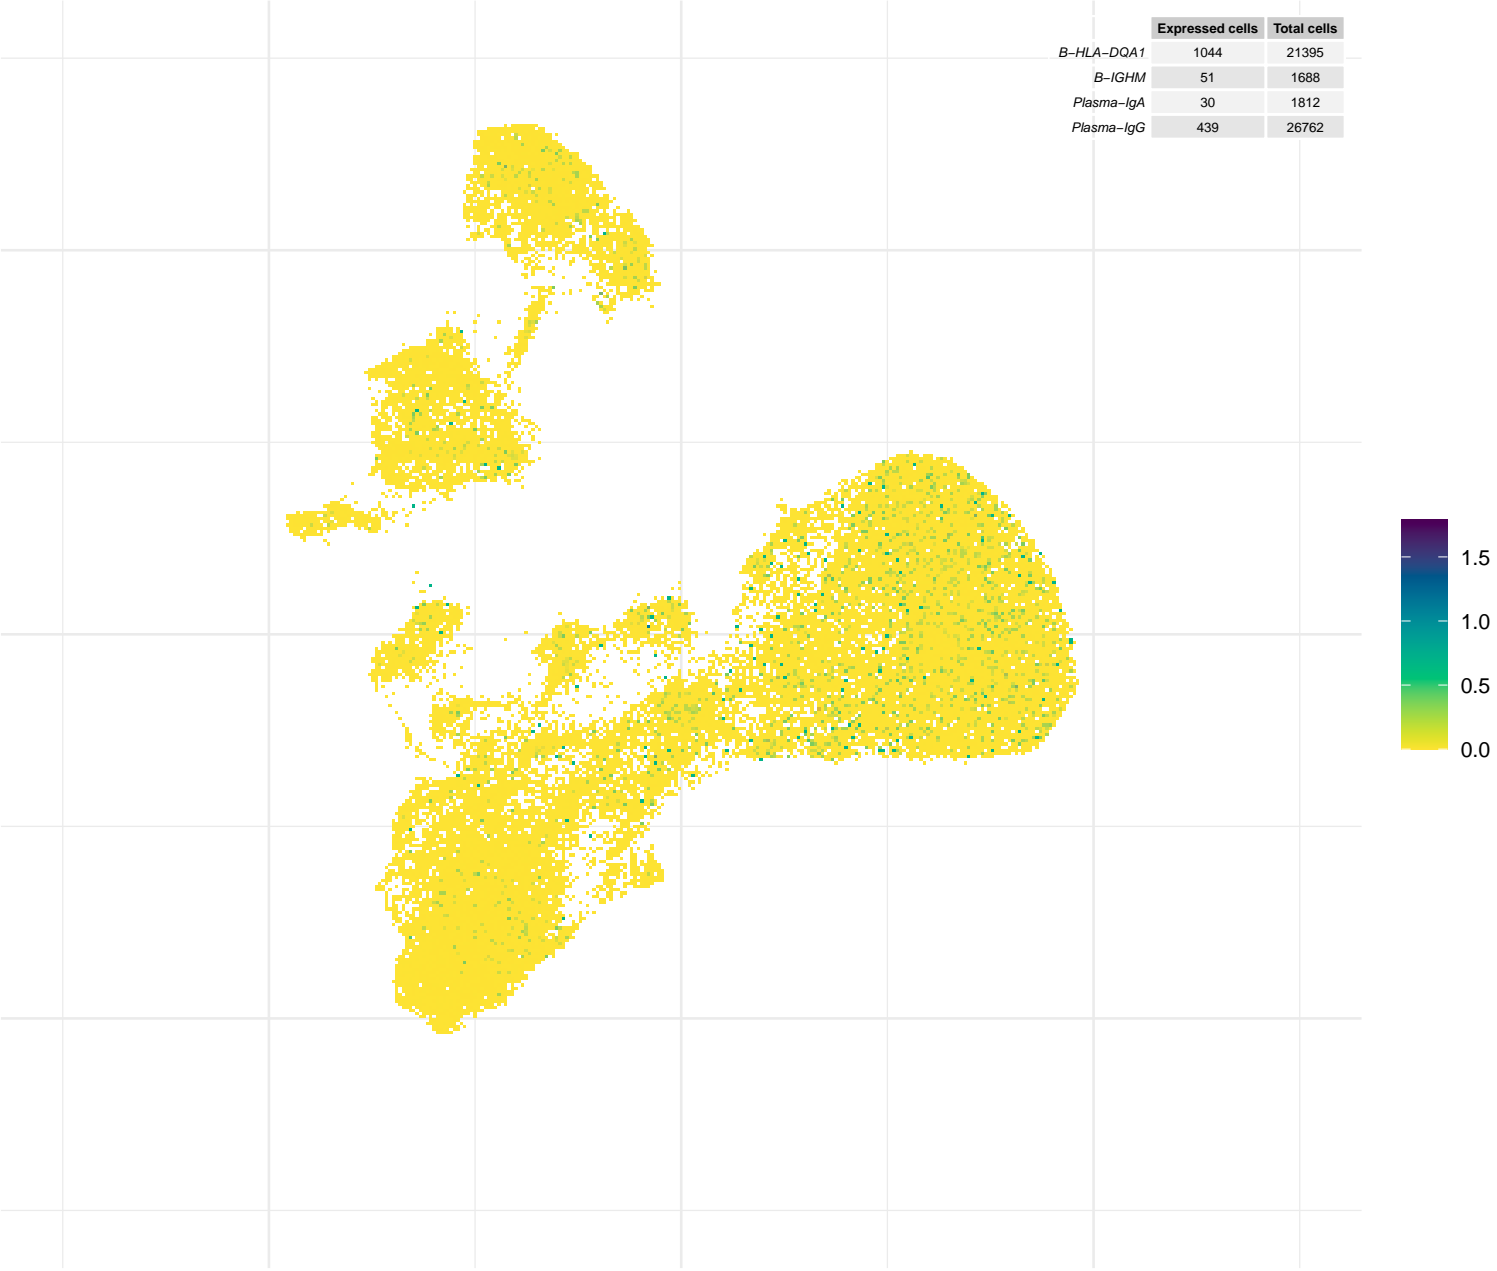 Expressed cells Total cells
B−HLA−DQA1 1044 21395
B−IGHM 51 1688
Plasma−IgA 30 1812
Plasma−IgG 439 26762
1.5
1.0
0.5
0.0